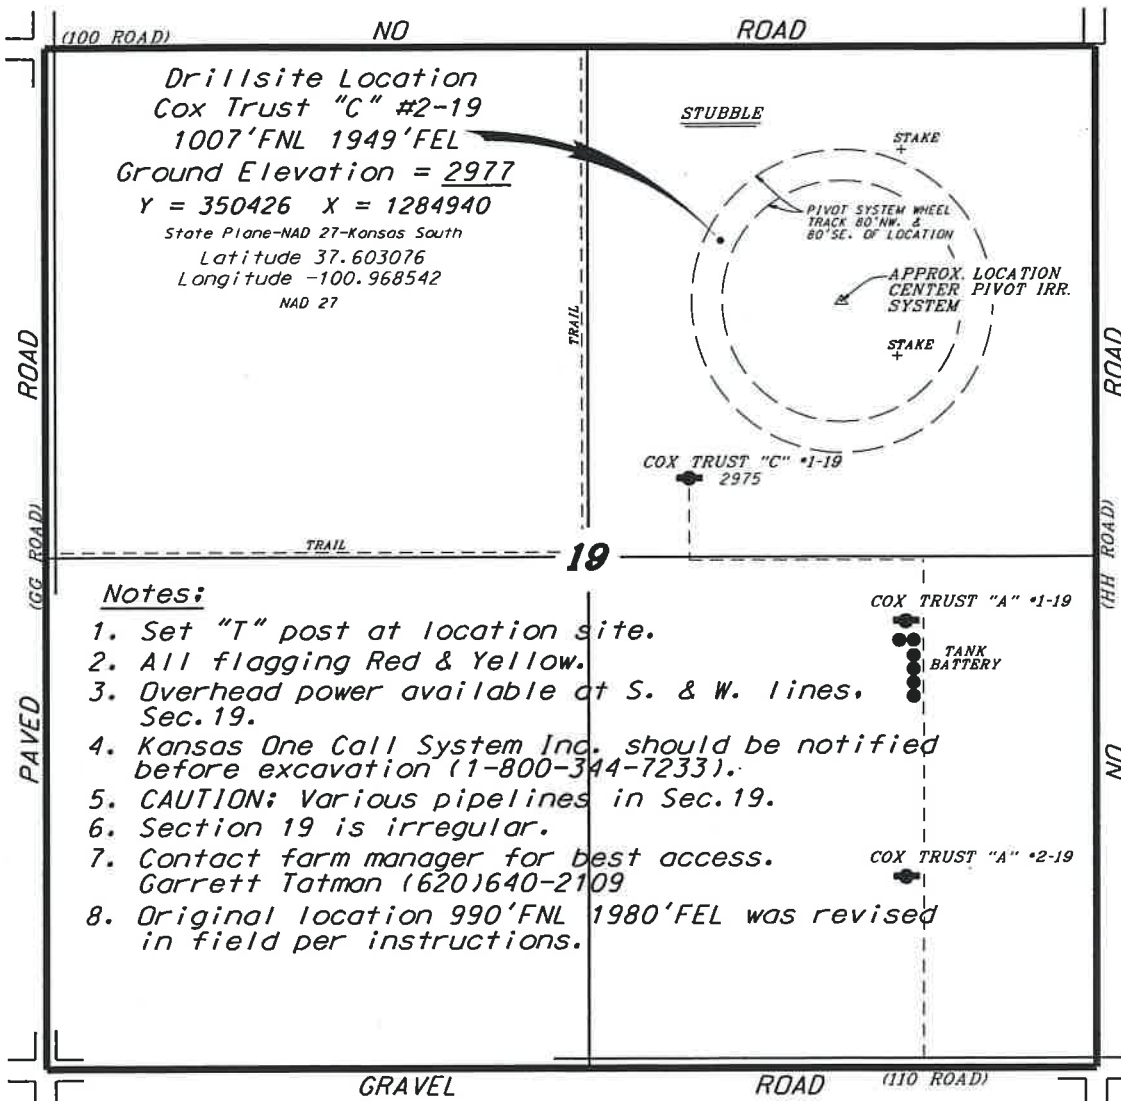 (100 ROAD) NO ROAD
Drillsite Location
Cox Trust "C" #2-19
1007'FNL 1949'FEL
Ground Elevation = 2977
Y = 350426 X = 1284940
State Plane-NAD 27-Kansas South
Latitude 37.603076
Longitude -100.968542
NAD 27
STUBBLE
STAKE
PIVOT SYSTEM WHEEL
TRACK 80'NW. &
80'SE. OF LOCATION
APPROX. LOCATION
CENTER PIVOT IRR.
SYSTEM
STAKE
TRAIL
ROAD
ROAD
COX TRUST "C" •1-19
2975
(GG ROAD)
(HH ROAD)
TRAIL
19
Notes:
1. Set "T" post at location site.
2. All flagging Red & Yellow.
3. Overhead power available at S. & W. lines,
Sec.19.
4. Kansas One Call System Inc. should be notified
before excavation (1-800-344-7233).
5. CAUTION: Various pipelines in Sec.19.
6. Section 19 is irregular.
7. Contact farm manager for best access.
Garrett Tatman (620)640-2109
8. Original location 990'FNL 1980'FEL was revised
in field per instructions.
COX TRUST "A" •1-19
TANK
BATTERY
COX TRUST "A" •2-19
PAVED
NO
GRAVEL ROAD (110 ROAD)